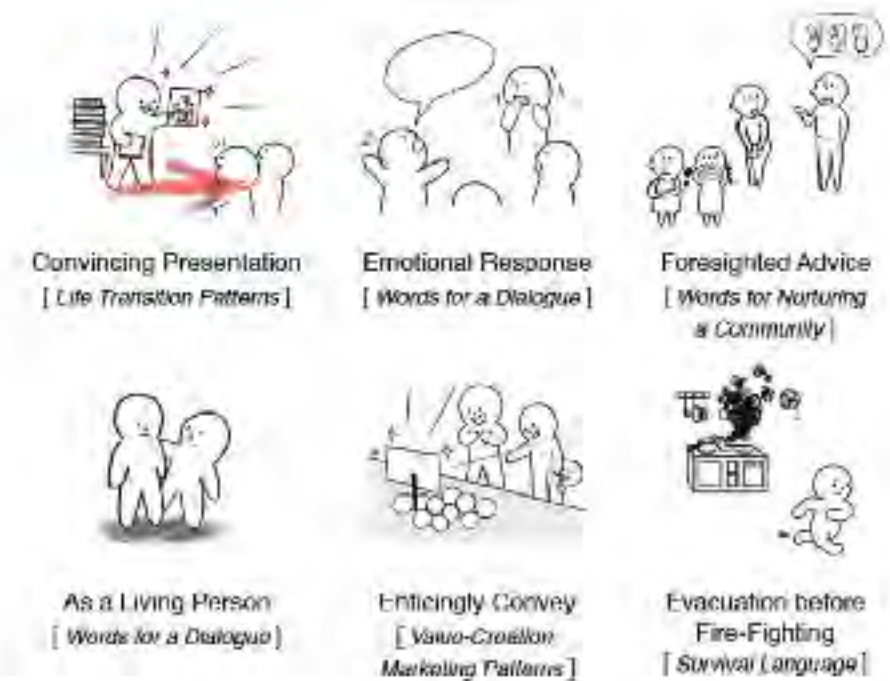 Convincing Presentation
[ Life Transition Patterns ]
Emotional Response
[ Words for a Dialogue ]
Foresighted Advice
[ Words for Nurturing
a Community ]
As a Living Person
[ Words for a Dialogue ]
Enticingly Convey
[ Value-Creation
Marketing Patterns ]
Evacuation before
Fire-Fighting
[ Survival Language ]